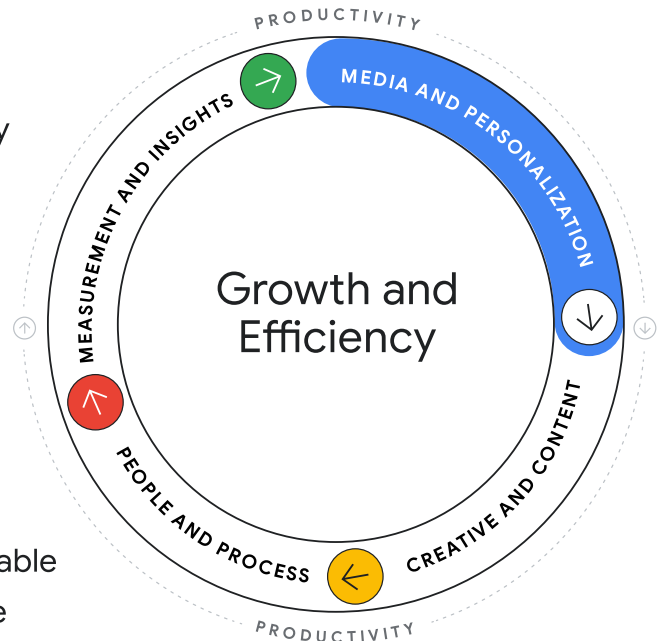 PRODUCTIVITY
MEDIA AND PERSONALIZATION
MEASUREMENT AND INSIGHTS
Growth and
Efficiency
CREATIVE AND CONTENT
PEOPLE AND PROCESS
PRODUCTIVITY